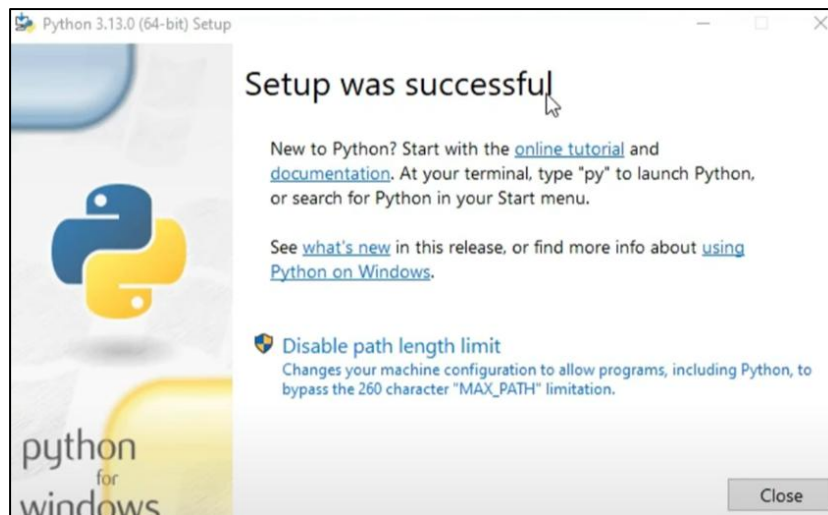 Python 3.13.0 (64-bit) Setup
Setup was successful
New to Python? Start with the online tutorial and
documentation. At your terminal, type "py" to launch Python,
or search for Python in your Start menu.
See what's new in this release, or find more info about using
Python on Windows.
Disable path length limit
Changes your machine configuration to allow programs, including Python, to
bypass the 260 character "MAX_PATH" limitation.
python
for
windows
Close